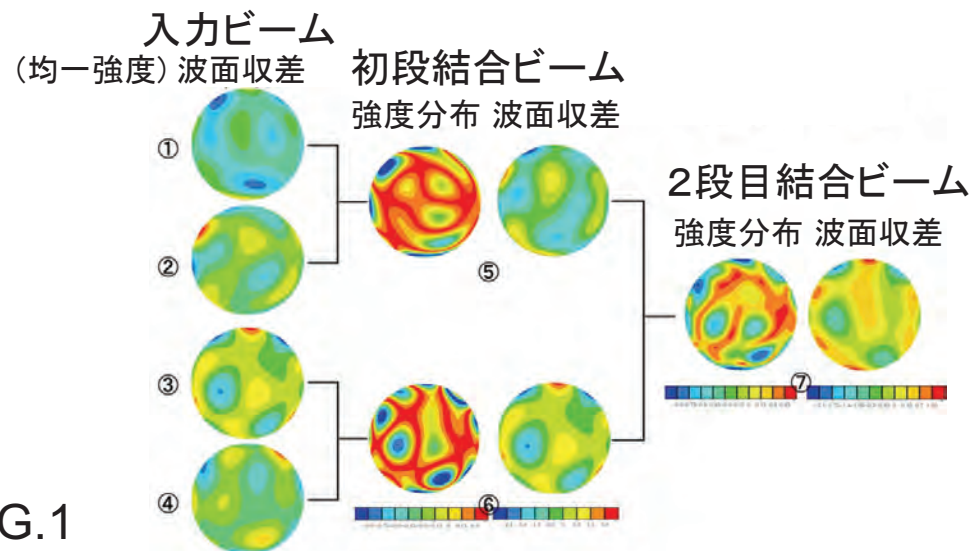 入力ビーム
（均一強度）波面収差
初段結合ビーム
強度分布 波面収差
2段目結合ビーム
強度分布 波面収差
①
②
③
④
⑤
⑥
⑦
G.1